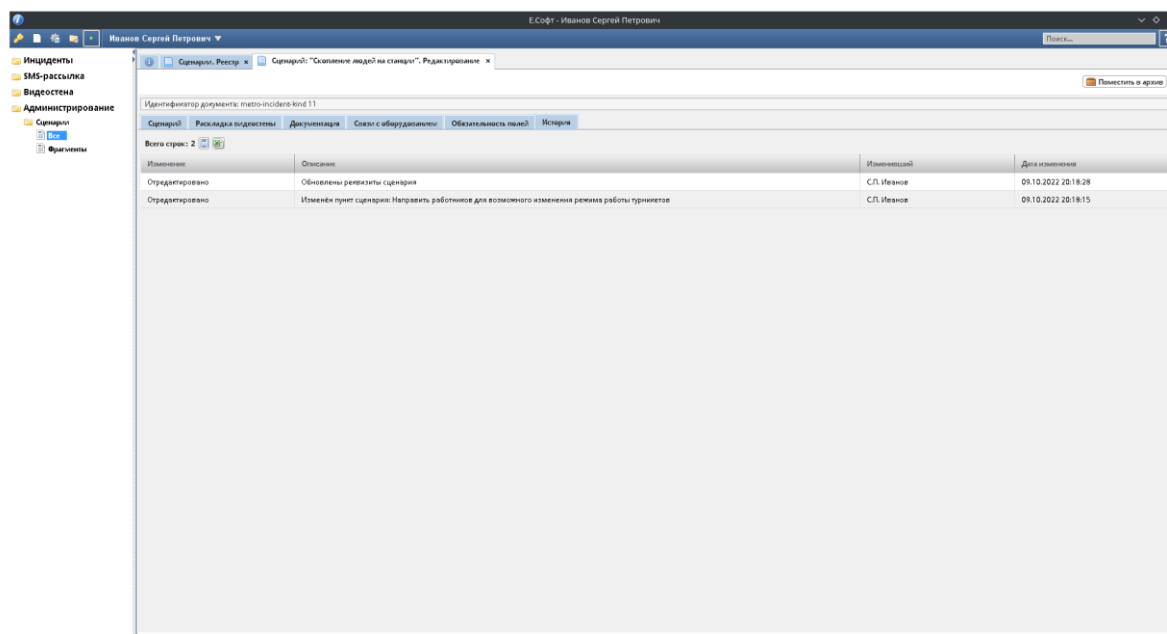 Е.Софт - Иванов Сергей Петрович
Иванов Сергей Петрович
Поиск...
Инциденты
SMS-рассылка
Видеостена
Администрирование
Сценарии
Все
Фрагменты
Сценарии. Реестр × Сценарий: "Скопление людей на станции". Редактирование ×
Поместить в архив
Идентификатор документа: metro-incident-kind 11
Сценарий Раскладка видеостены Документация Связи с оборудованием Обязательность полей История
Всего строк: 2
Изменение Описание Изменивший Дата изменения
Отредактировано Обновлены реквизиты сценария С.П. Иванов 09.10.2022 20:18:28
Отредактировано Изменён пункт сценария: Направить работников для возможного изменения режима работы турникетов С.П. Иванов 09.10.2022 20:18:15